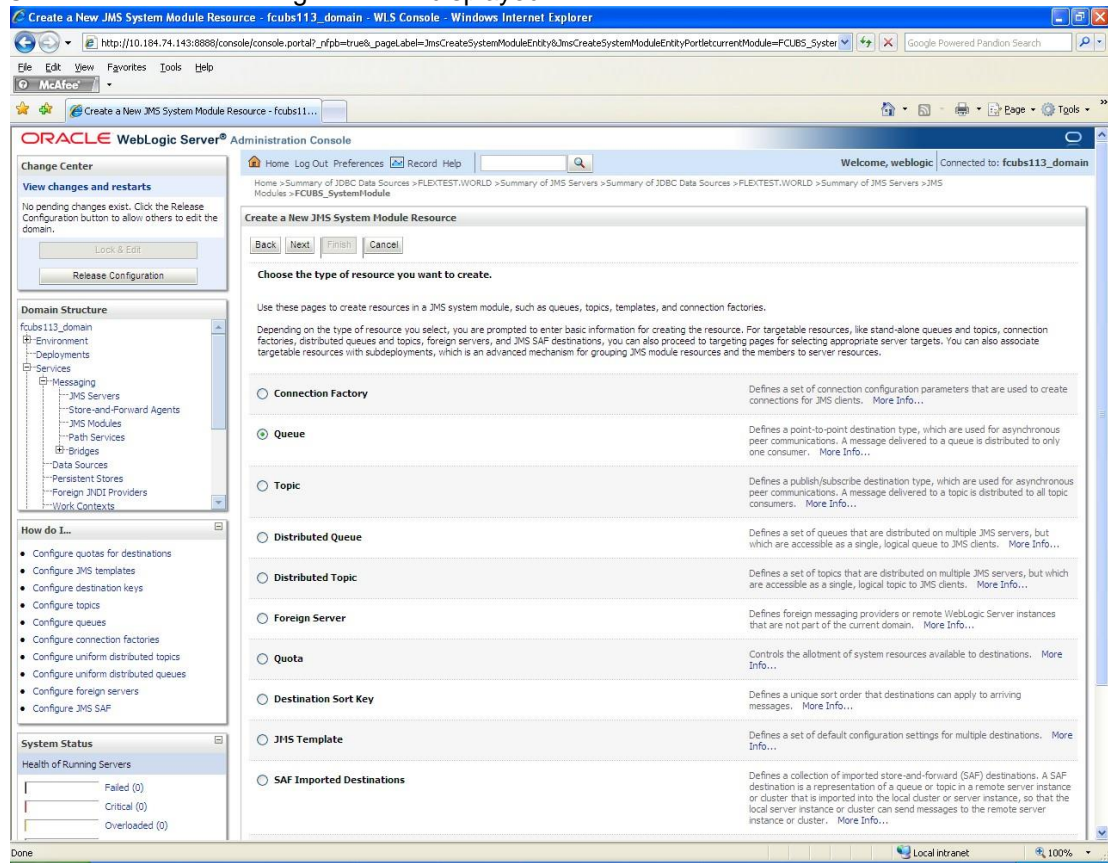 Create a New JMS System Module Resource - fcubs113_domain - WLS Console - Windows Internet Explorer
http://10.184.74.143:8888/console/console.portal?_nfpb=true&_pageLabel=JmsCreateSystemModuleEntity&JmsCreateSystemModuleEntityPortletcurrentModule=FCUBS_Syster
Google Powered Pandion Search
File Edit View Favorites Tools Help
McAfee
Create a New JMS System Module Resource - fcubs11...
Page
Tools
ORACLE WebLogic Server® Administration Console
Change Center
View changes and restarts
No pending changes exist. Click the Release
Configuration button to allow others to edit the
domain.
Lock & Edit
Release Configuration
Domain Structure
fcubs113_domain
Environment
Deployments
Services
Messaging
JMS Servers
Store-and-Forward Agents
JMS Modules
Path Services
Bridges
Data Sources
Persistent Stores
Foreign JNDI Providers
Work Contexts
How do I...
Configure quotas for destinations
Configure JMS templates
Configure destination keys
Configure topics
Configure queues
Configure connection factories
Configure uniform distributed topics
Configure uniform distributed queues
Configure foreign servers
Configure JMS SAF
System Status
Health of Running Servers
Failed (0)
Critical (0)
Overloaded (0)
Home Log Out Preferences Record Help
Welcome, weblogic Connected to: fcubs113_domain
Home >Summary of JDBC Data Sources >FLEXTEST.WORLD >Summary of JMS Servers >Summary of JDBC Data Sources >FLEXTEST.WORLD >Summary of JMS Servers >JMS
Modules >FCUBS_SystemModule
Create a New JMS System Module Resource
Back Next Finish Cancel
Choose the type of resource you want to create.
Use these pages to create resources in a JMS system module, such as queues, topics, templates, and connection factories.
Depending on the type of resource you select, you are prompted to enter basic information for creating the resource. For targetable resources, like stand-alone queues and topics, connection
factories, distributed queues and topics, foreign servers, and JMS SAF destinations, you can also proceed to targeting pages for selecting appropriate server targets. You can also associate
targetable resources with subdeployments, which is an advanced mechanism for grouping JMS module resources and the members to server resources.
Connection Factory
Defines a set of connection configuration parameters that are used to create
connections for JMS clients. More Info...
Queue
Defines a point-to-point destination type, which are used for asynchronous
peer communications. A message delivered to a queue is distributed to only
one consumer. More Info...
Topic
Defines a publish/subscribe destination type, which are used for asynchronous
peer communications. A message delivered to a topic is distributed to all topic
consumers. More Info...
Distributed Queue
Defines a set of queues that are distributed on multiple JMS servers, but
which are accessible as a single, logical queue to JMS clients. More Info...
Distributed Topic
Defines a set of topics that are distributed on multiple JMS servers, but which
are accessible as a single, logical topic to JMS clients. More Info...
Foreign Server
Defines foreign messaging providers or remote WebLogic Server instances
that are not part of the current domain. More Info...
Quota
Controls the allotment of system resources available to destinations. More
Info...
Destination Sort Key
Defines a unique sort order that destinations can apply to arriving
messages. More Info...
JMS Template
Defines a set of default configuration settings for multiple destinations. More
Info...
SAF Imported Destinations
Defines a collection of imported store-and-forward (SAF) destinations. A SAF
destination is a representation of a queue or topic in a remote server instance
or cluster that is imported into the local cluster or server instance, so that the
local server instance or cluster can send messages to the remote server
instance or cluster. More Info...
Done
Local intranet
100%